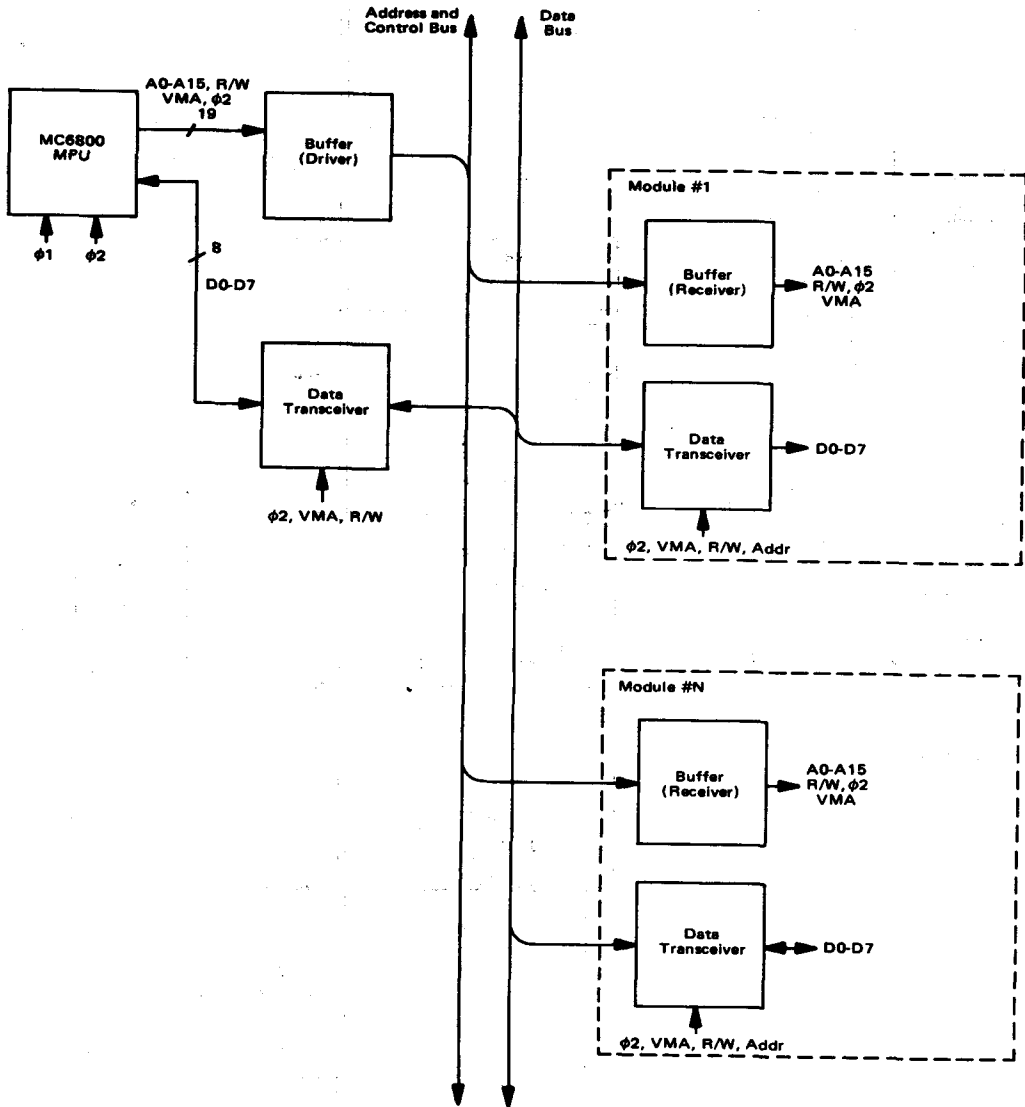 Address and
Control Bus
Data
Bus
A0-A15, R/W
VMA, ϕ2
19
MC6800
MPU
Buffer
(Driver)
ϕ1
ϕ2
8
D0-D7
Data
Transceiver
ϕ2, VMA, R/W
Module #1
Buffer
(Receiver)
A0-A15
R/W, ϕ2
VMA
Data
Transceiver
D0-D7
ϕ2, VMA, R/W, Addr
Module #N
Buffer
(Receiver)
A0-A15
R/W, ϕ2
VMA
Data
Transceiver
D0-D7
ϕ2, VMA, R/W, Addr